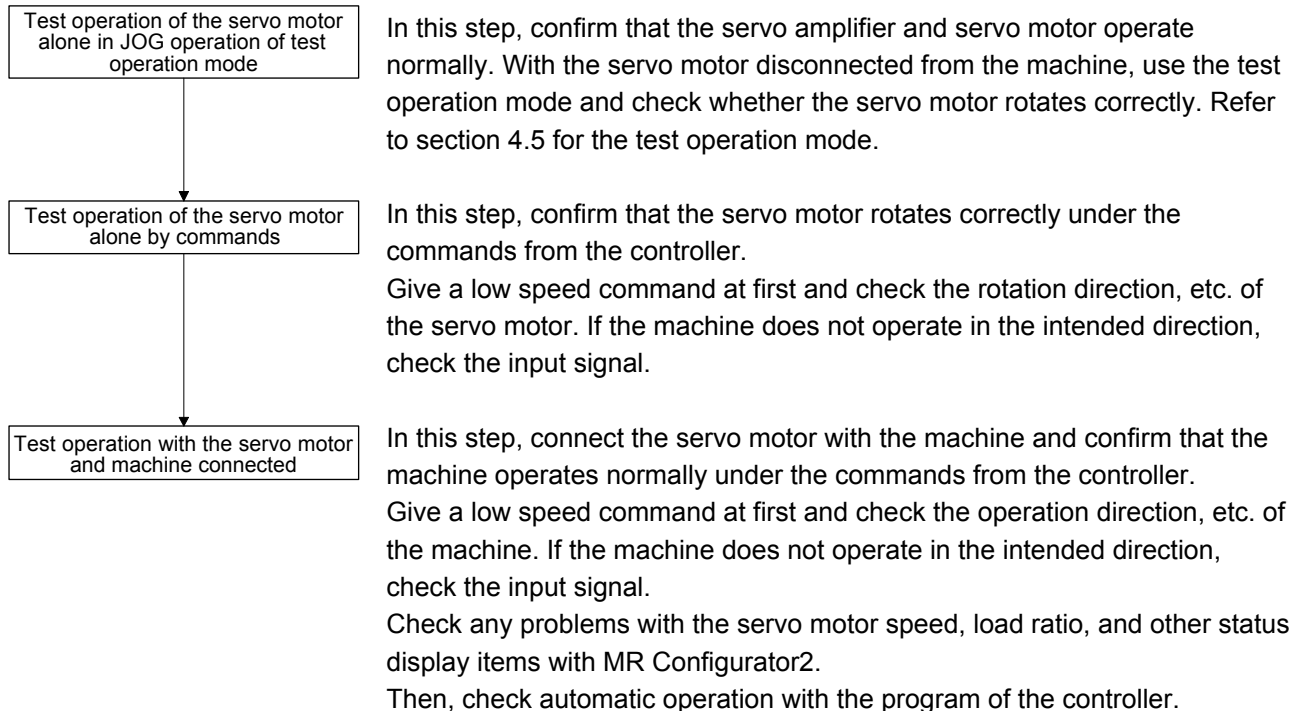 Test operation of the servo motor
alone in JOG operation of test
operation mode
In this step, confirm that the servo amplifier and servo motor operate
normally. With the servo motor disconnected from the machine, use the test
operation mode and check whether the servo motor rotates correctly. Refer
to section 4.5 for the test operation mode.
Test operation of the servo motor
alone by commands
In this step, confirm that the servo motor rotates correctly under the
commands from the controller.
Give a low speed command at first and check the rotation direction, etc. of
the servo motor. If the machine does not operate in the intended direction,
check the input signal.
Test operation with the servo motor
and machine connected
In this step, connect the servo motor with the machine and confirm that the
machine operates normally under the commands from the controller.
Give a low speed command at first and check the operation direction, etc. of
the machine. If the machine does not operate in the intended direction,
check the input signal.
Check any problems with the servo motor speed, load ratio, and other status
display items with MR Configurator2.
Then, check automatic operation with the program of the controller.